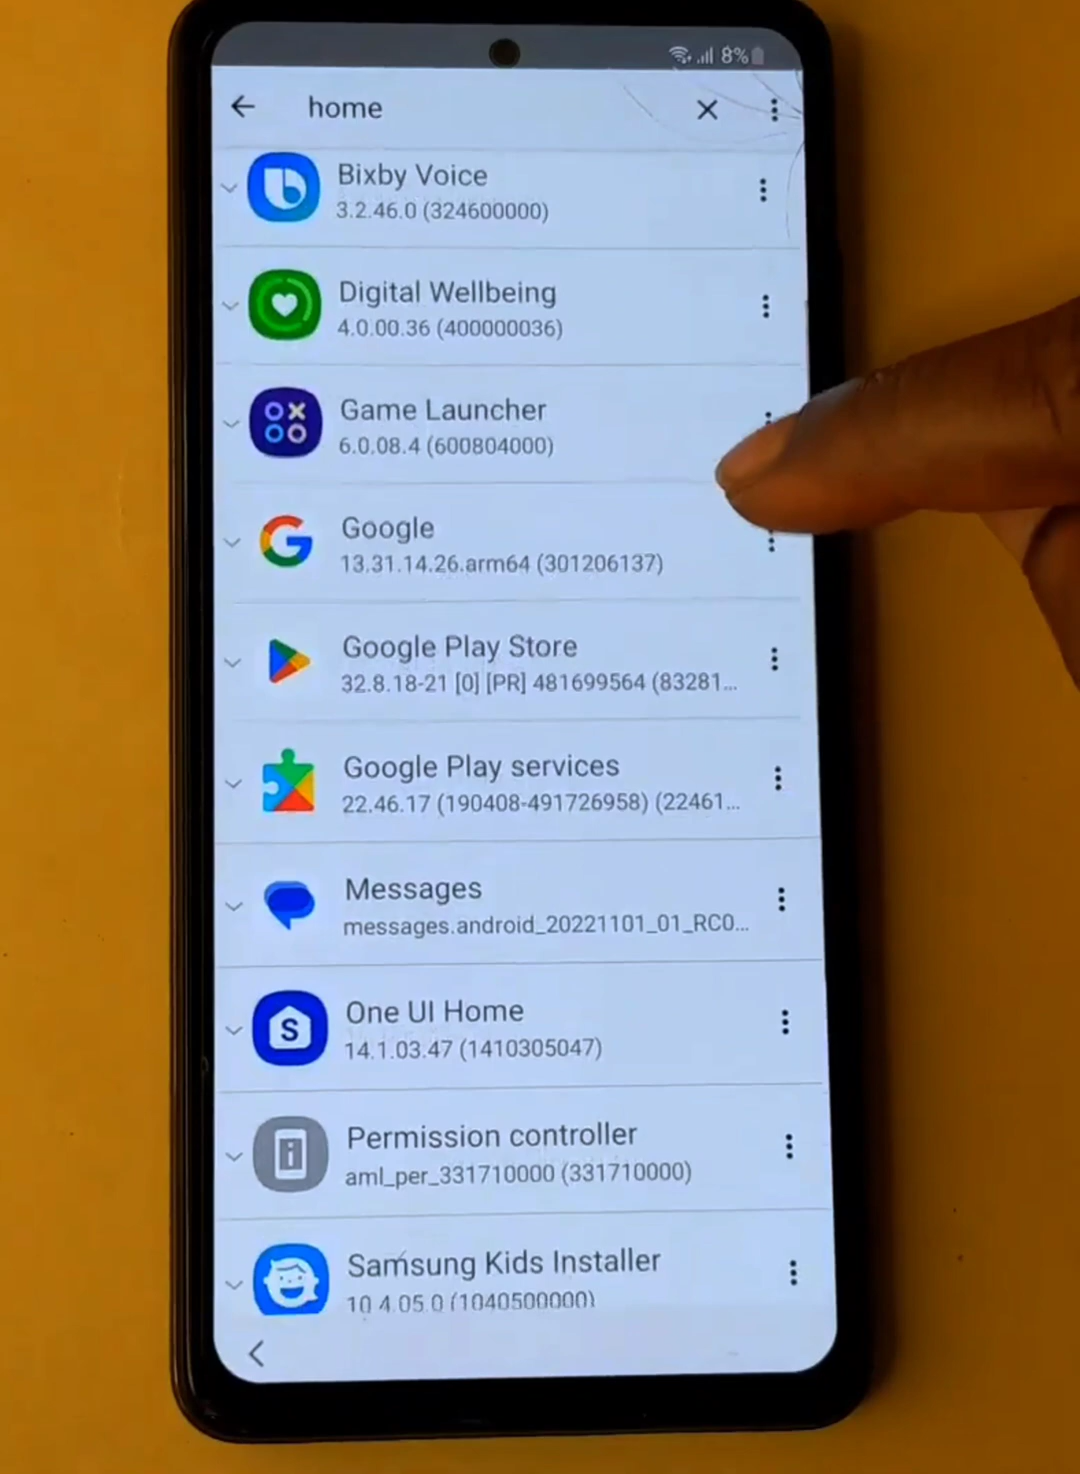 8%
home
Bixby Voice
3.2.46.0 (324600000)
Digital Wellbeing
4.0.00.36 (400000036)
Game Launcher
6.0.08.4 (600804000)
Google
13.31.14.26.arm64 (301206137)
Google Play Store
32.8.18-21 [0] [PR] 481699564 (83281...
Google Play services
22.46.17 (190408-491726958) (22461...
Messages
messages.android_20221101_01_RC0...
One UI Home
14.1.03.47 (1410305047)
Permission controller
aml_per_331710000 (331710000)
Samsung Kids Installer
10.4.05.0 (1040500000)